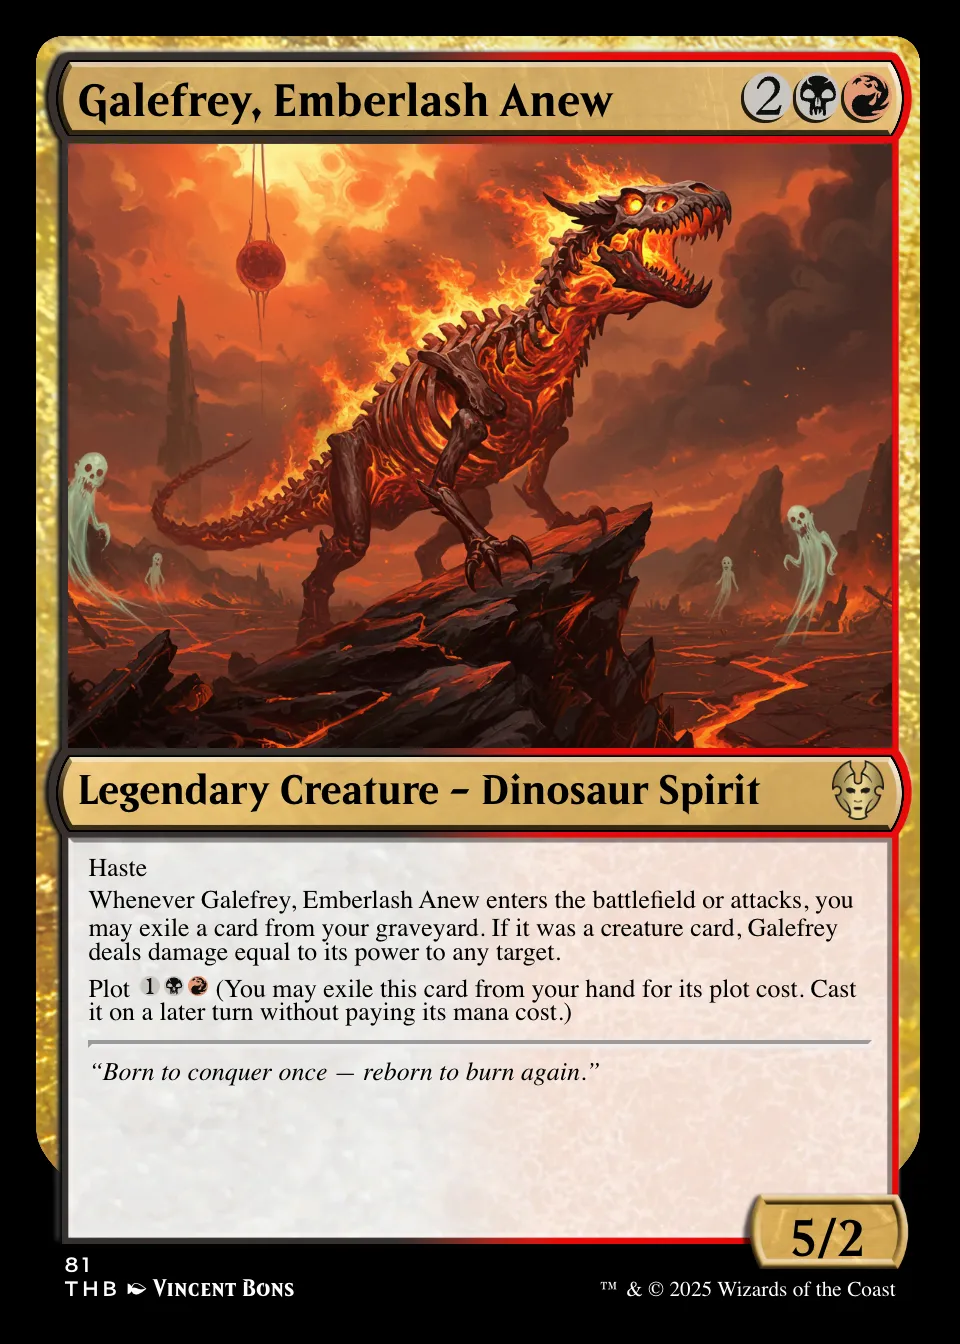 Galefrey, Emberlash Anew 2
Legendary Creature – Dinosaur Spirit
Haste
Whenever Galefrey, Emberlash Anew enters the battlefield or attacks, you
may exile a card from your graveyard. If it was a creature card, Galefrey
deals damage equal to its power to any target.
Plot 1 (You may exile this card from your hand for its plot cost. Cast
it on a later turn without paying its mana cost.)
“Born to conquer once — reborn to burn again.”
5/2
81
THB Vincent Bons
™ & © 2025 Wizards of the Coast